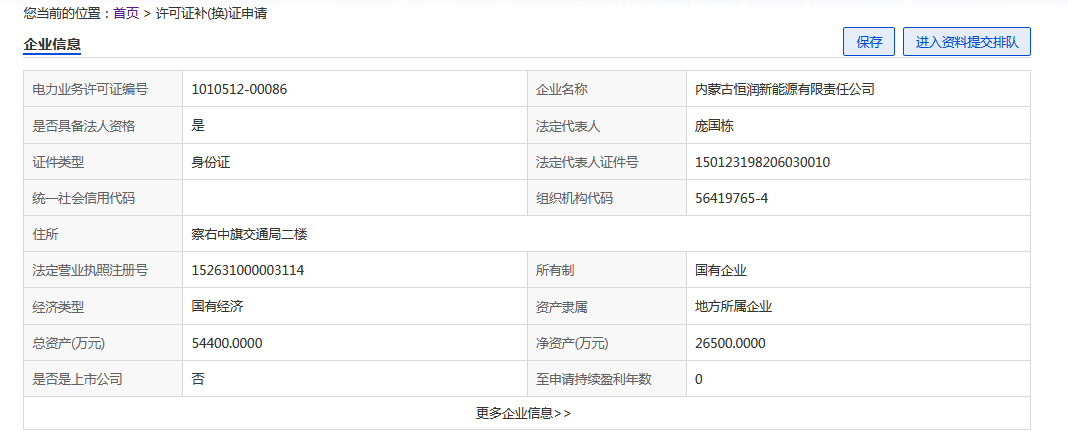 您当前的位置：首页 > 许可证补(换)证申请
企业信息
保存 进入资料提交排队
电力业务许可证编号 1010512-00086 企业名称 内蒙古恒润新能源有限责任公司
是否具备法人资格 是 法定代表人 庞国栋
证件类型 身份证 法定代表人证件号 150123198206030010
统一社会信用代码 组织机构代码 56419765-4
住所 察右中旗交通局二楼
法定营业执照注册号 152631000003114 所有制 国有企业
经济类型 国有经济 资产隶属 地方所属企业
总资产(万元) 54400.0000 净资产(万元) 26500.0000
是否是上市公司 否 至申请持续盈利年数 0
更多企业信息>>